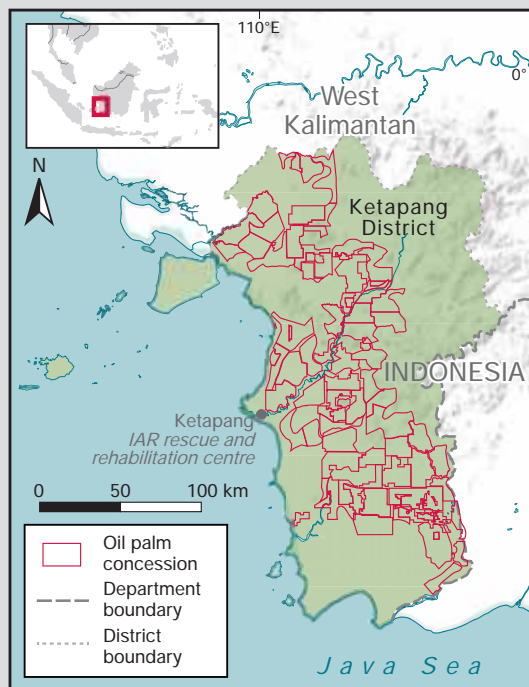 110°E
0°
West
Kalimantan
N
Ketapang
District
INDONESIA
Ketapang
IAR rescue and
rehabilitation centre
0 50 100 km
Oil palm
concession
Department
boundary
District
boundary
Java Sea